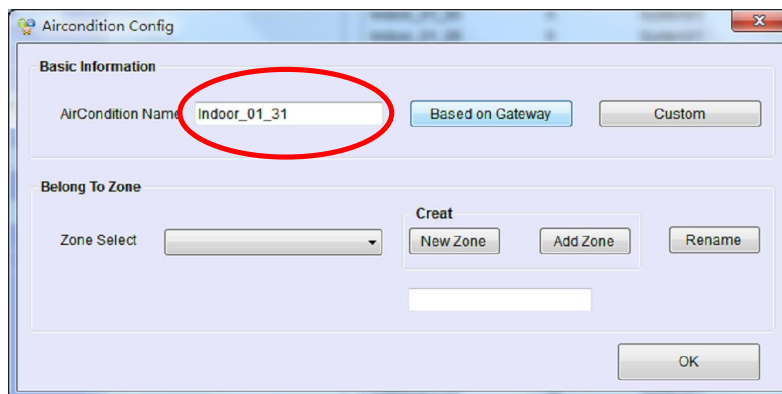 Aircondition Config
Basic Information
AirCondition Name Indoor_01_31 Based on Gateway Custom
Belong To Zone
Creat
Zone Select New Zone Add Zone Rename
OK